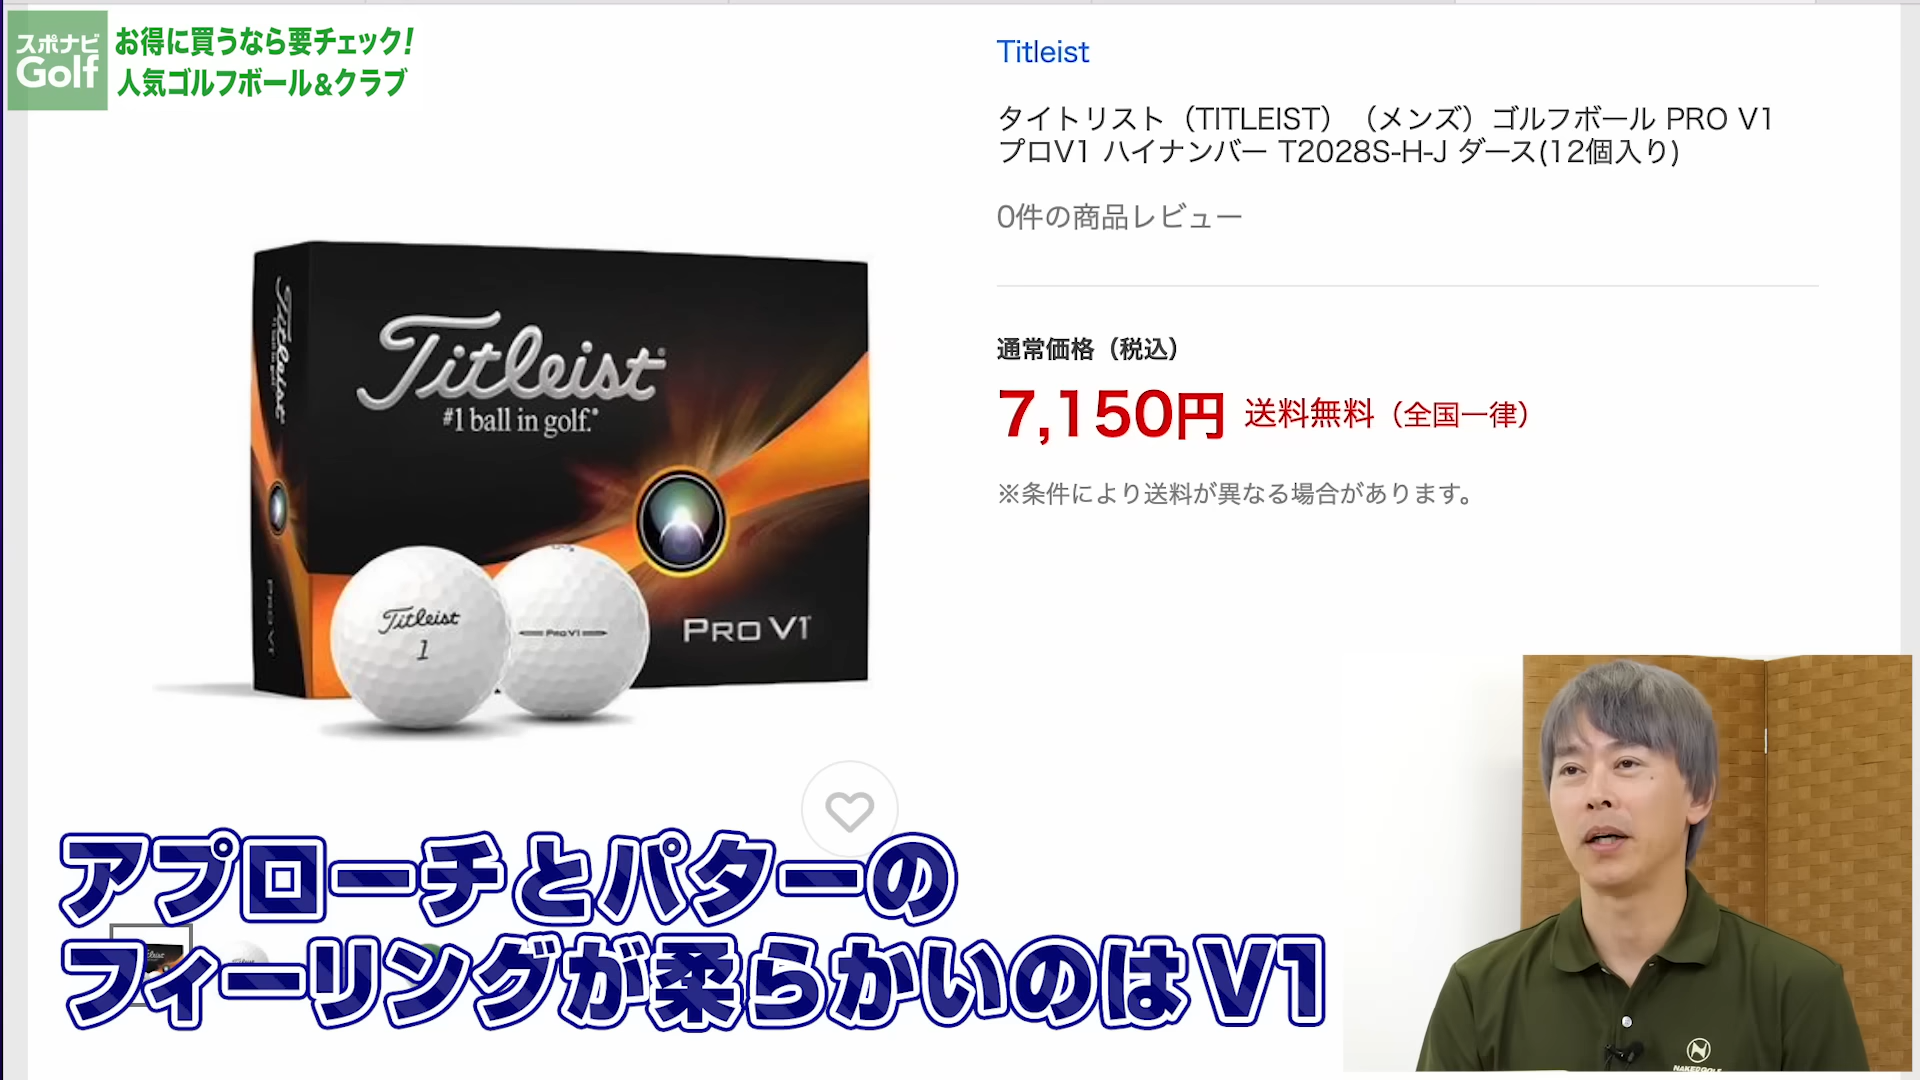 スポナビ
Golf
お得に買うなら要チェック!
人気ゴルフボール&クラブ
Titleist
タイトリスト（TITLEIST）（メンズ）ゴルフボール PRO V1
プロV1 ハイナンバー T2028S-H-J ダース(12個入り)
0件の商品レビュー
通常価格（税込）
7,150円 送料無料（全国一律）
※条件により送料が異なる場合があります。
Titleist
#1 ball in golf.®
PRO V1
Titleist
PRO V1
Titleist
1
Pro V1
アプローチとパターの
フィーリングが柔らかいのはV1
N
NAKED GOLF